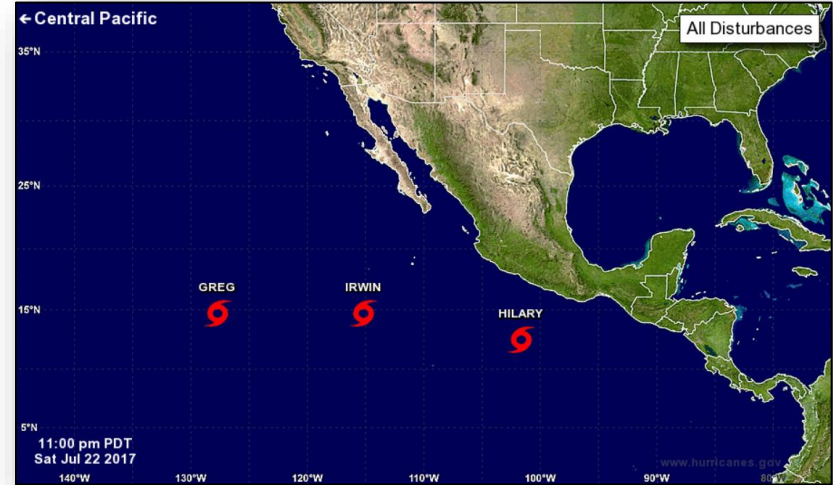 ← Central Pacific
All Disturbances
35°N
25°N
GREG
IRWIN
15°N
HILARY
5°N
11:00 pm PDT
Sat Jul 22 2017
www.hurricanes.gov
140°W
130°W
120°W
110°W
100°W
90°W